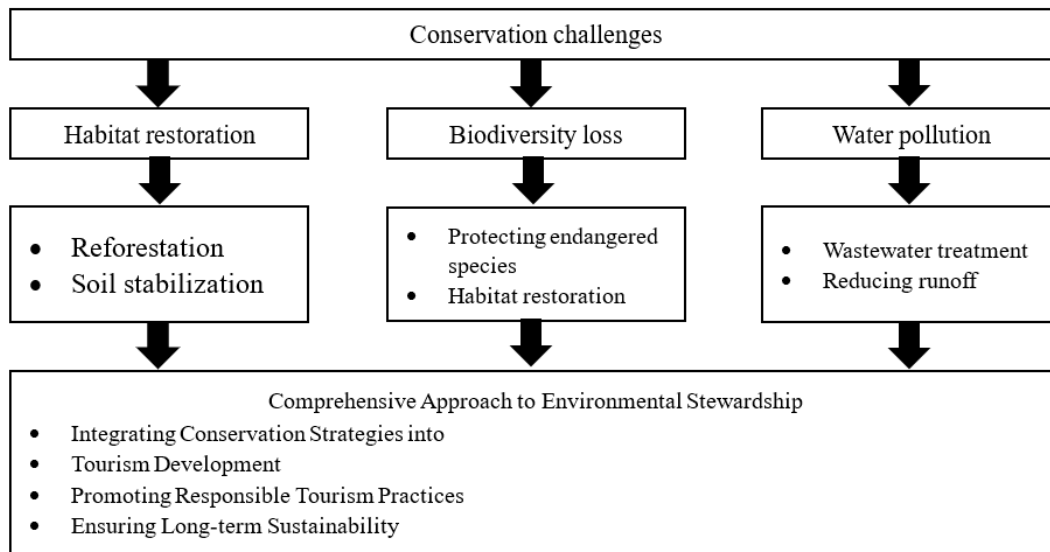 Conservation challenges
Habitat restoration
Biodiversity loss
Water pollution
• Reforestation
• Soil stabilization
• Protecting endangered
species
• Habitat restoration
• Wastewater treatment
• Reducing runoff
Comprehensive Approach to Environmental Stewardship
• Integrating Conservation Strategies into
• Tourism Development
• Promoting Responsible Tourism Practices
• Ensuring Long-term Sustainability